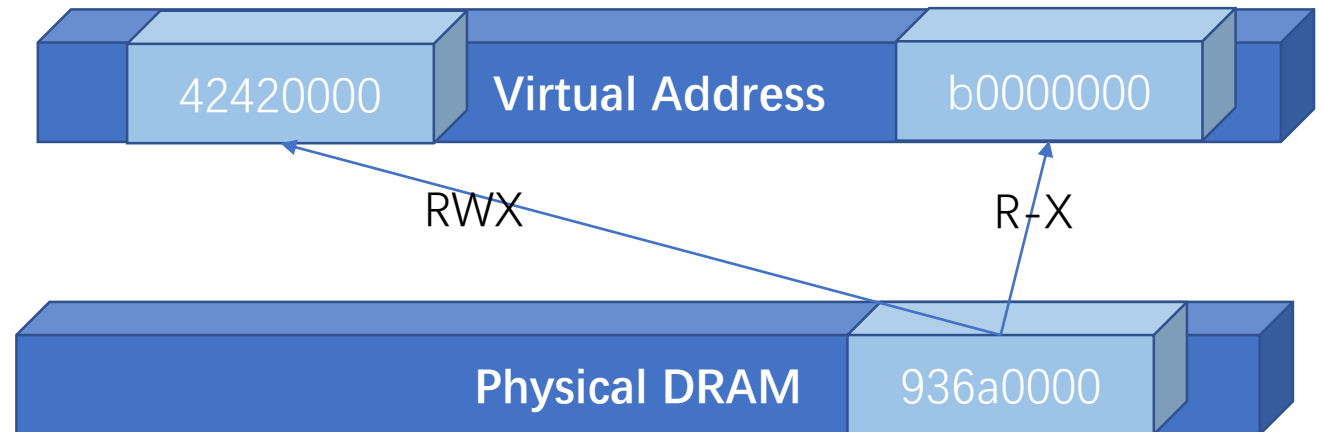 42420000
Virtual Address
b0000000
RWX
R-X
Physical DRAM
936a0000